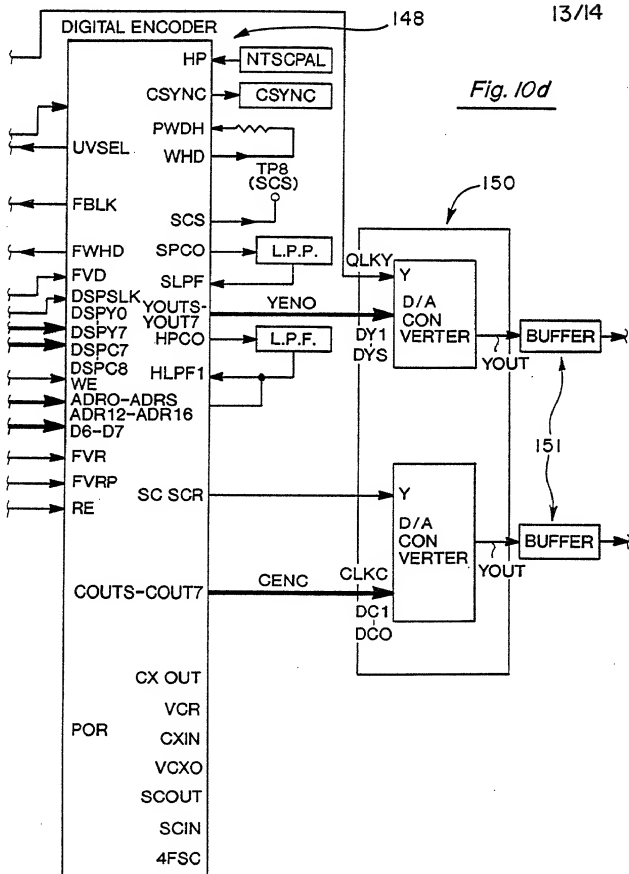 13/14
DIGITAL ENCODER
148
Fig. 10d
HP
NTSCPAL
CSYNC
CSYNC
PWDH
UVSEL
WHD
TP8
(SCS)
150
FBLK
SCS
FWHD
SPCO
L.P.P.
QLKY
Y
FVD
SLPF
DSPSLK
DSPY0
YOUTS-
YOUT7
YENO
D/A
CON
VERTER
DSPY7
HPCO
L.P.F.
DY1
DYS
YOUT
BUFFER
DSPC7
DSPC8
WE
HLPF1
ADRO-ADRS
ADR12-ADR16
D6-D7
FVR
151
FVRP
SC SCR
Y
RE
D/A
CON
VERTER
BUFFER
YOUT
COUTS-COUT7
CENC
CLKC
DC1
DCO
CX OUT
VCR
POR
CXIN
VCXO
SCOUT
SCIN
4FSC